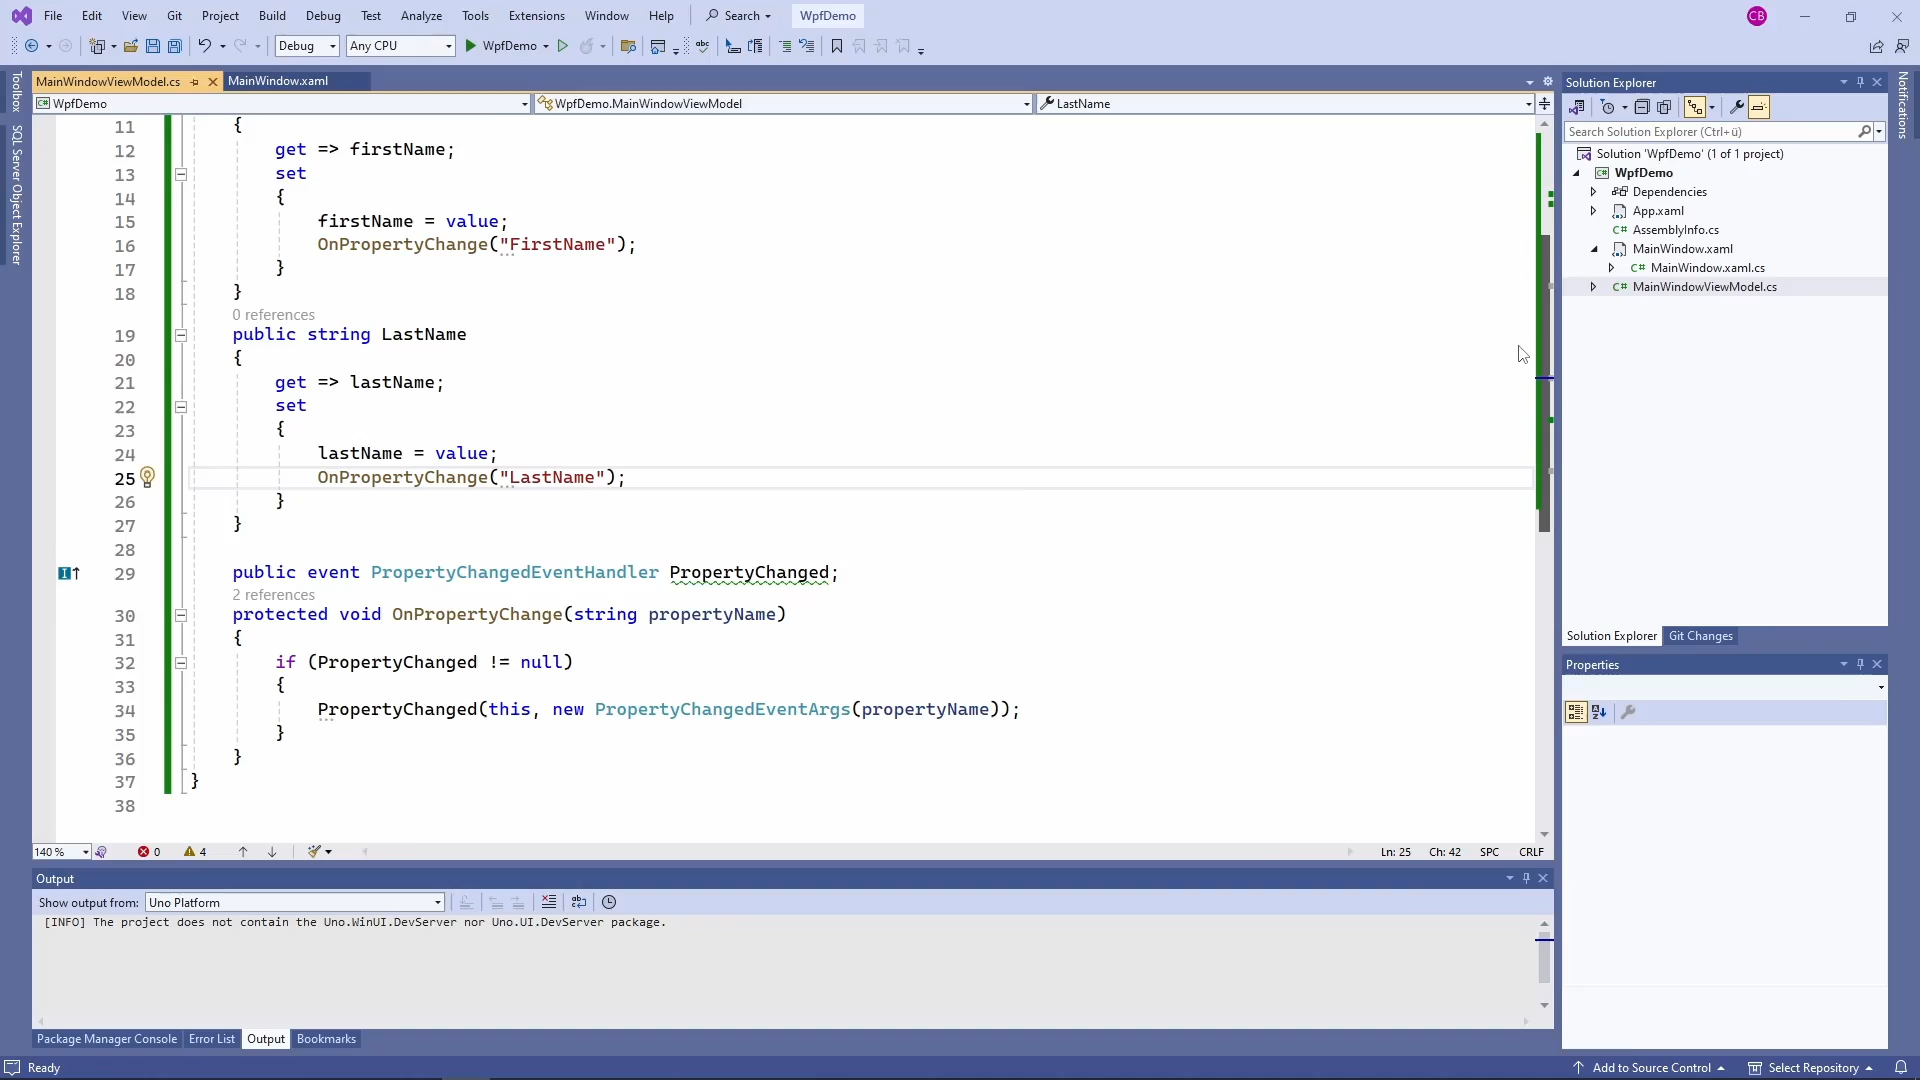 File Edit View Git Project Build Debug Test Analyze Tools Extensions Window Help Search WpfDemo CB
Debug Any CPU WpfDemo
MainWindowViewModel.cs MainWindow.xaml
WpfDemo WpfDemo.MainWindowViewModel LastName
Toolbox
SQL Server Object Explorer
11 {
12 get => firstName;
13 set
14 {
15 firstName = value;
16 OnPropertyChange("FirstName");
17 }
18 }
0 references
19 public string LastName
20 {
21 get => lastName;
22 set
23 {
24 lastName = value;
25 OnPropertyChange("LastName");
26 }
27 }
28
29 public event PropertyChangedEventHandler PropertyChanged;
2 references
30 protected void OnPropertyChange(string propertyName)
31 {
32 if (PropertyChanged != null)
33 {
34 PropertyChanged(this, new PropertyChangedEventArgs(propertyName));
35 }
36 }
37 }
38
140 % 0 4 Ln: 25 Ch: 42 SPC CRLF
Output
Show output from: Uno Platform
[INFO] The project does not contain the Uno.WinUI.DevServer nor Uno.UI.DevServer package.
Package Manager Console Error List Output Bookmarks
Solution Explorer
Search Solution Explorer (Ctrl+ü)
Solution 'WpfDemo' (1 of 1 project)
WpfDemo
Dependencies
App.xaml
C# AssemblyInfo.cs
MainWindow.xaml
C# MainWindow.xaml.cs
C# MainWindowViewModel.cs
Solution Explorer Git Changes
Properties
Notifications
Ready Add to Source Control Select Repository